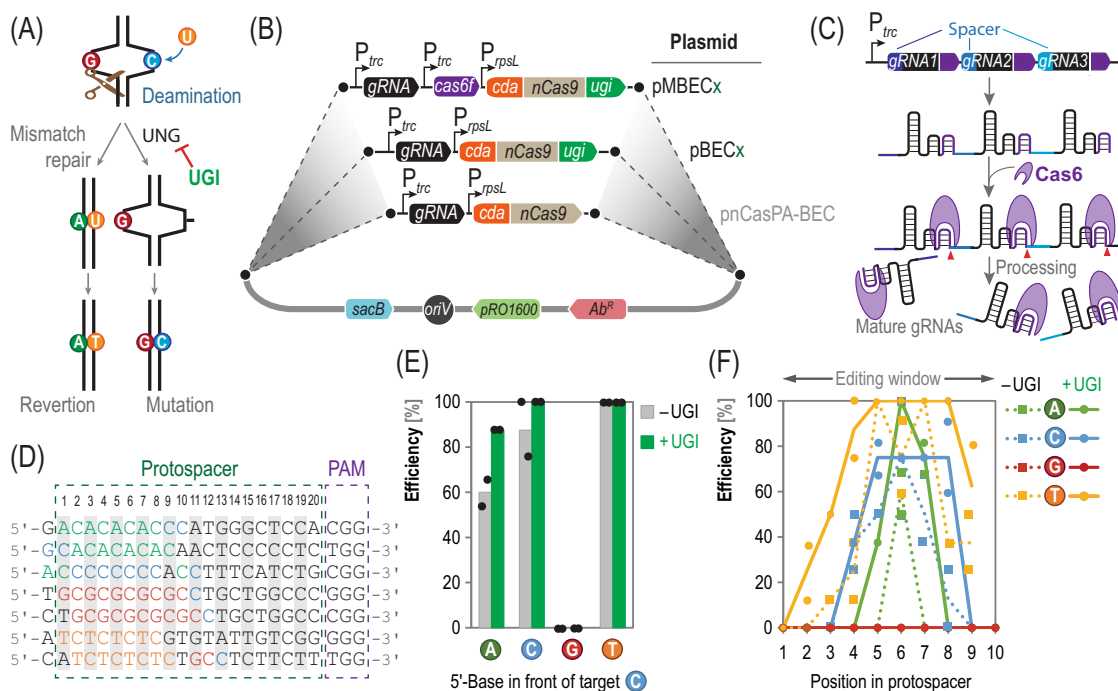 (A)
U
G
C
Deamination
Mismatch
repair
UNG
UGI
A U
G
A T
G C
Revertion
Mutation
(B)
Plasmid
Ptrc
Ptrc
PrpsL
gRNA
cas6f
cda
nCas9
ugi
pMBECx
Ptrc
PrpsL
gRNA
cda
nCas9
ugi
pBECx
Ptrc
PrpsL
gRNA
cda
nCas9
pnCasPA-BEC
sacB
oriV
pRO1600
AbR
(C)
Ptrc
Spacer
gRNA1
gRNA2
gRNA3
Cas6
Processing
Mature gRNAs
(D)
Protospacer
PAM
1 2 3 4 5 6 7 8 9 10 11 12 13 14 15 16 17 18 19 20
5'-GACACACACCCATGGGCTCCACGG-3'
5'-GCACACACACAACTCCCCCTCTGG-3'
5'-ACCCCCCCCACCTTTCATCTGCGG-3'
5'-TGCGCGCGCGCCTGCTGGCCCGGG-3'
5'-CTGCGCGCGCGCCTGCTGGCCCGG-3'
5'-ATCTCTCTCGTGTATTGTCGGGGG-3'
5'-CATCTCTCTCTGCCTCTTCTTTGG-3'
(E)
Efficiency [%]
100
80
60
40
20
0
–UGI
+UGI
A
C
G
T
5'-Base in front of target C
(F)
Editing window
–UGI
+UGI
A
C
G
T
Efficiency [%]
100
80
60
40
20
0
1 2 3 4 5 6 7 8 9 10
Position in protospacer